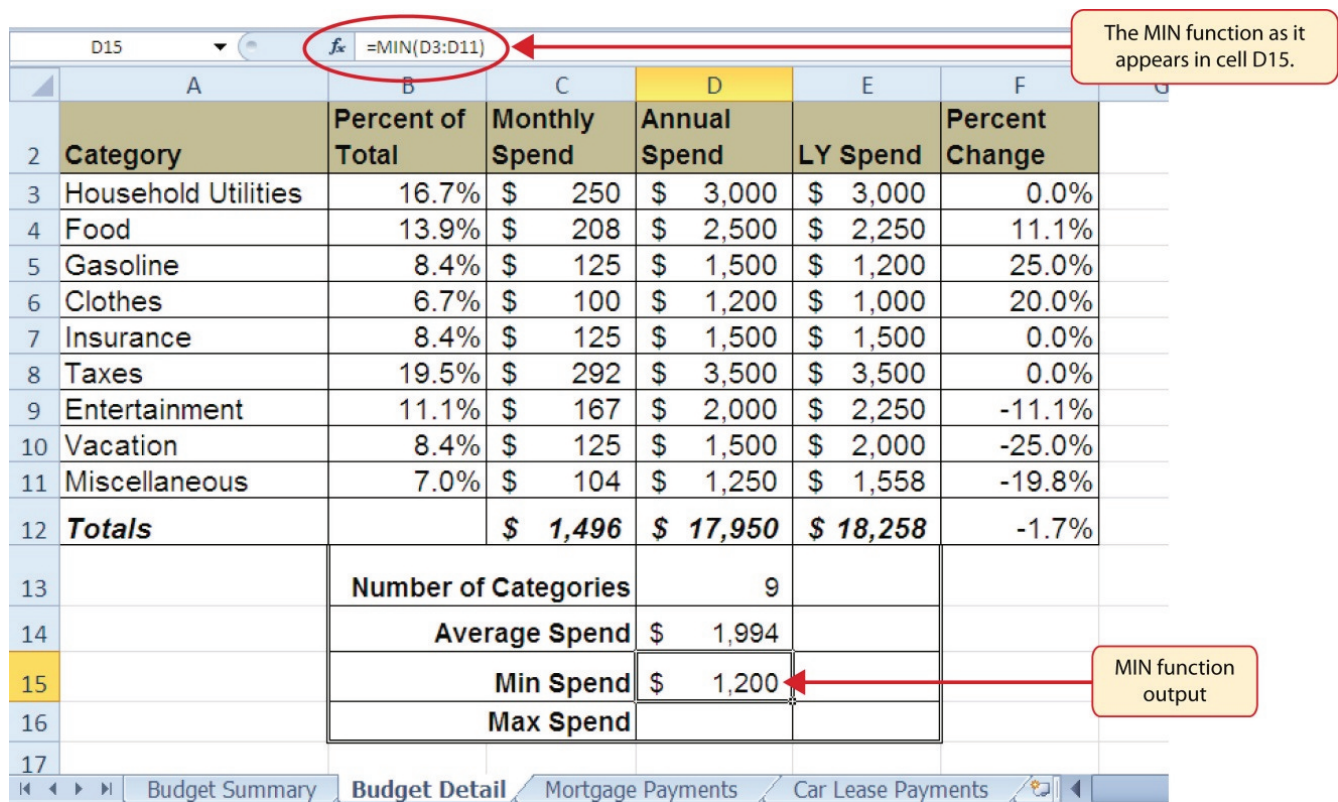 D15 fx =MIN(D3:D11)
The MIN function as it
appears in cell D15.
A B C D E F G
Percent of Monthly Annual Percent
2 Category Total Spend Spend LY Spend Change
3 Household Utilities 16.7% $ 250 $ 3,000 $ 3,000 0.0%
4 Food 13.9% $ 208 $ 2,500 $ 2,250 11.1%
5 Gasoline 8.4% $ 125 $ 1,500 $ 1,200 25.0%
6 Clothes 6.7% $ 100 $ 1,200 $ 1,000 20.0%
7 Insurance 8.4% $ 125 $ 1,500 $ 1,500 0.0%
8 Taxes 19.5% $ 292 $ 3,500 $ 3,500 0.0%
9 Entertainment 11.1% $ 167 $ 2,000 $ 2,250 -11.1%
10 Vacation 8.4% $ 125 $ 1,500 $ 2,000 -25.0%
11 Miscellaneous 7.0% $ 104 $ 1,250 $ 1,558 -19.8%
12 Totals $ 1,496 $ 17,950 $ 18,258 -1.7%
13 Number of Categories 9
14 Average Spend $ 1,994
15 Min Spend $ 1,200
MIN function
output
16 Max Spend
17
Budget Summary Budget Detail Mortgage Payments Car Lease Payments